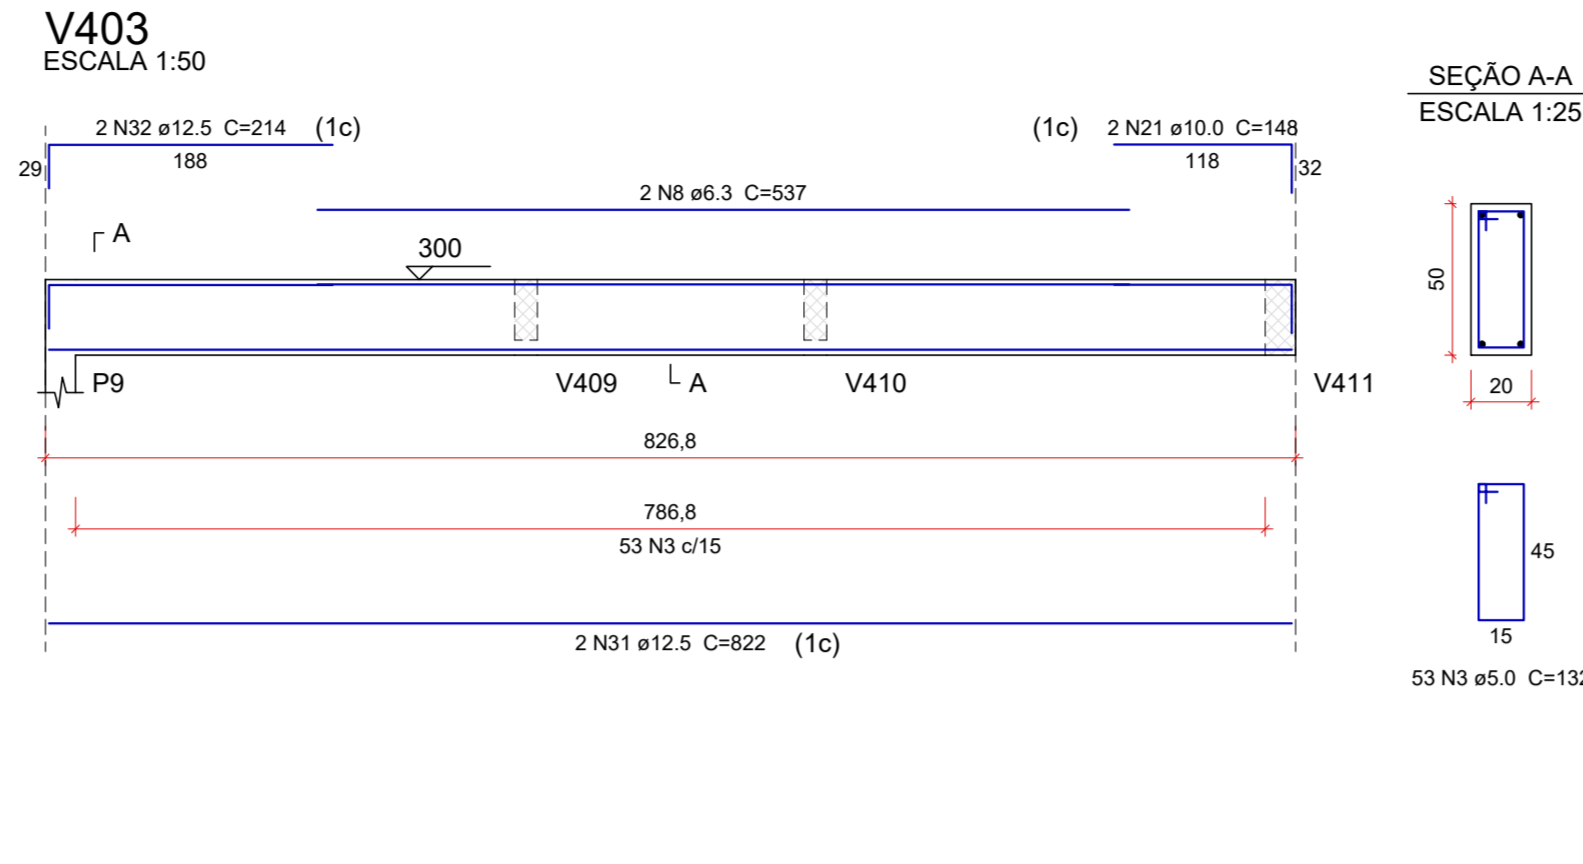 V403
ESCALA 1:50
SEÇÃO A-A
ESCALA 1:25
2 N32 ø12.5 C=214 (1c)
188
29
(1c) 2 N21 ø10.0 C=148
118
32
2 N8 ø6.3 C=537
A
300
P9
V409
A
V410
V411
50
20
826,8
786,8
53 N3 c/15
45
15
2 N31 ø12.5 C=822 (1c)
53 N3 ø5.0 C=132